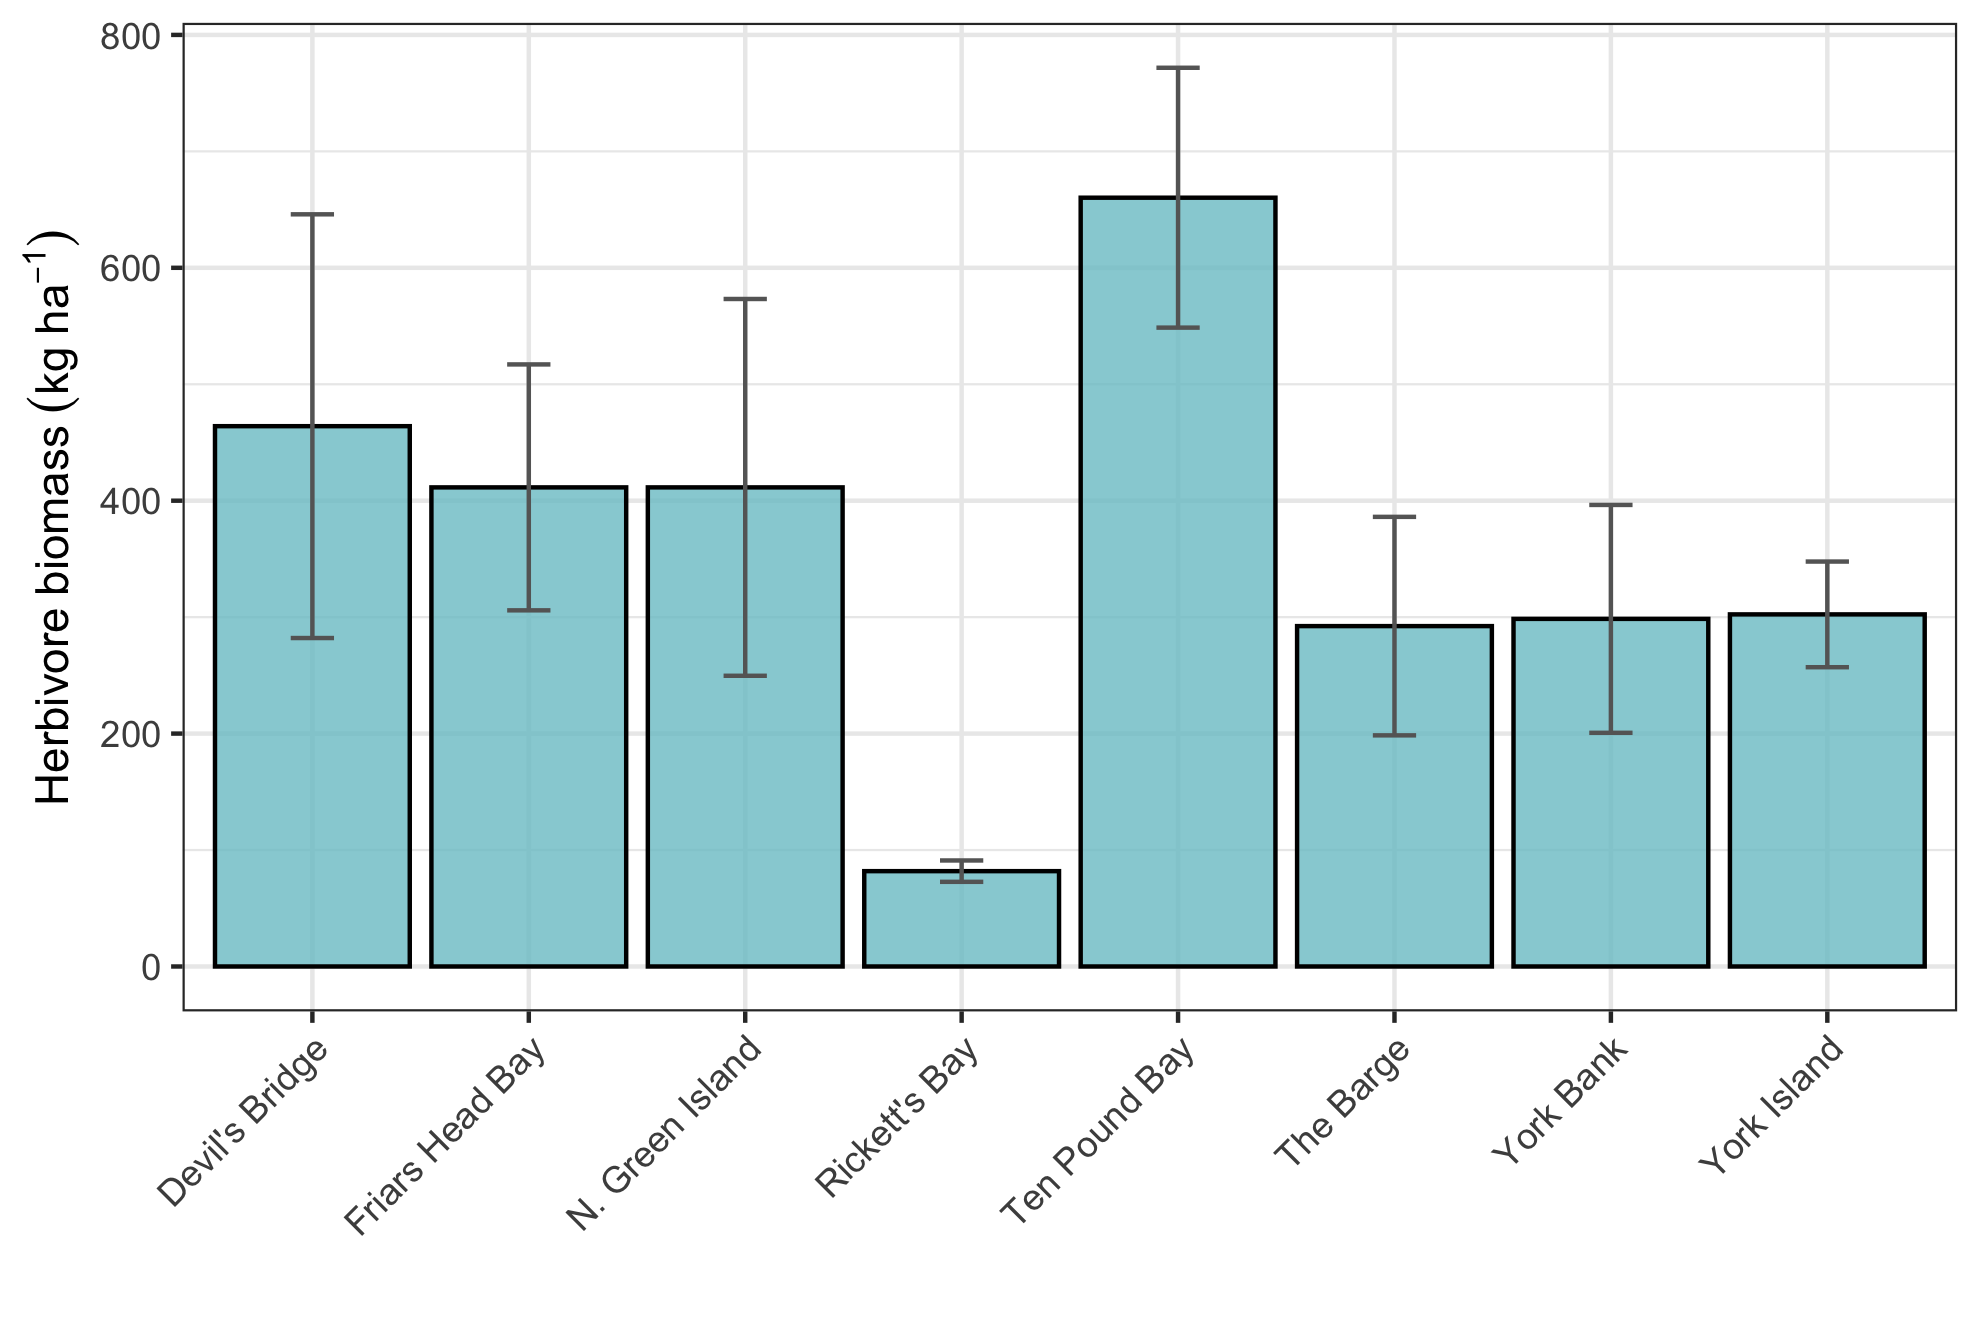 Herbivore biomass (kg ha⁻¹)
800
600
400
200
0
Devil's Bridge
Friars Head Bay
N. Green Island
Rickett's Bay
Ten Pound Bay
The Barge
York Bank
York Island